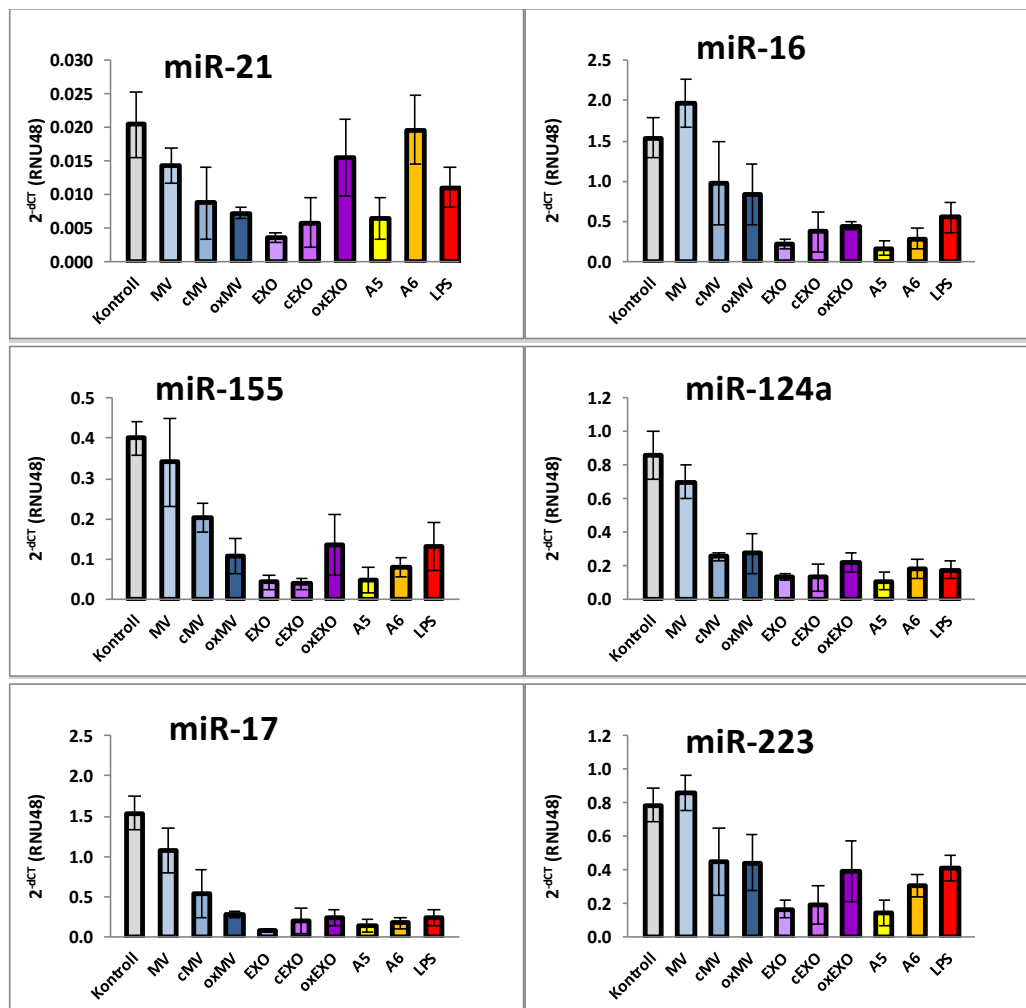 miR-21
2-dCT (RNU48)
0.030
0.025
0.020
0.015
0.010
0.005
0.000
Kontroll MV cMV oxMV EXO cEXO oxEXO A5 A6 LPS
miR-16
2-dCT (RNU48)
2.5
2.0
1.5
1.0
0.5
0.0
Kontroll MV cMV oxMV EXO cEXO oxEXO A5 A6 LPS
miR-155
2-dCT (RNU48)
0.5
0.4
0.3
0.2
0.1
0.0
Kontroll MV cMV oxMV EXO cEXO oxEXO A5 A6 LPS
miR-124a
2-dCT (RNU48)
1.2
1.0
0.8
0.6
0.4
0.2
0.0
Kontroll MV cMV oxMV EXO cEXO oxEXO A5 A6 LPS
miR-17
2-dCT (RNU48)
2.5
2.0
1.5
1.0
0.5
0.0
Kontroll MV cMV oxMV EXO cEXO oxEXO A5 A6 LPS
miR-223
2-dCT (RNU48)
1.2
1.0
0.8
0.6
0.4
0.2
0.0
Kontroll MV cMV oxMV EXO cEXO oxEXO A5 A6 LPS